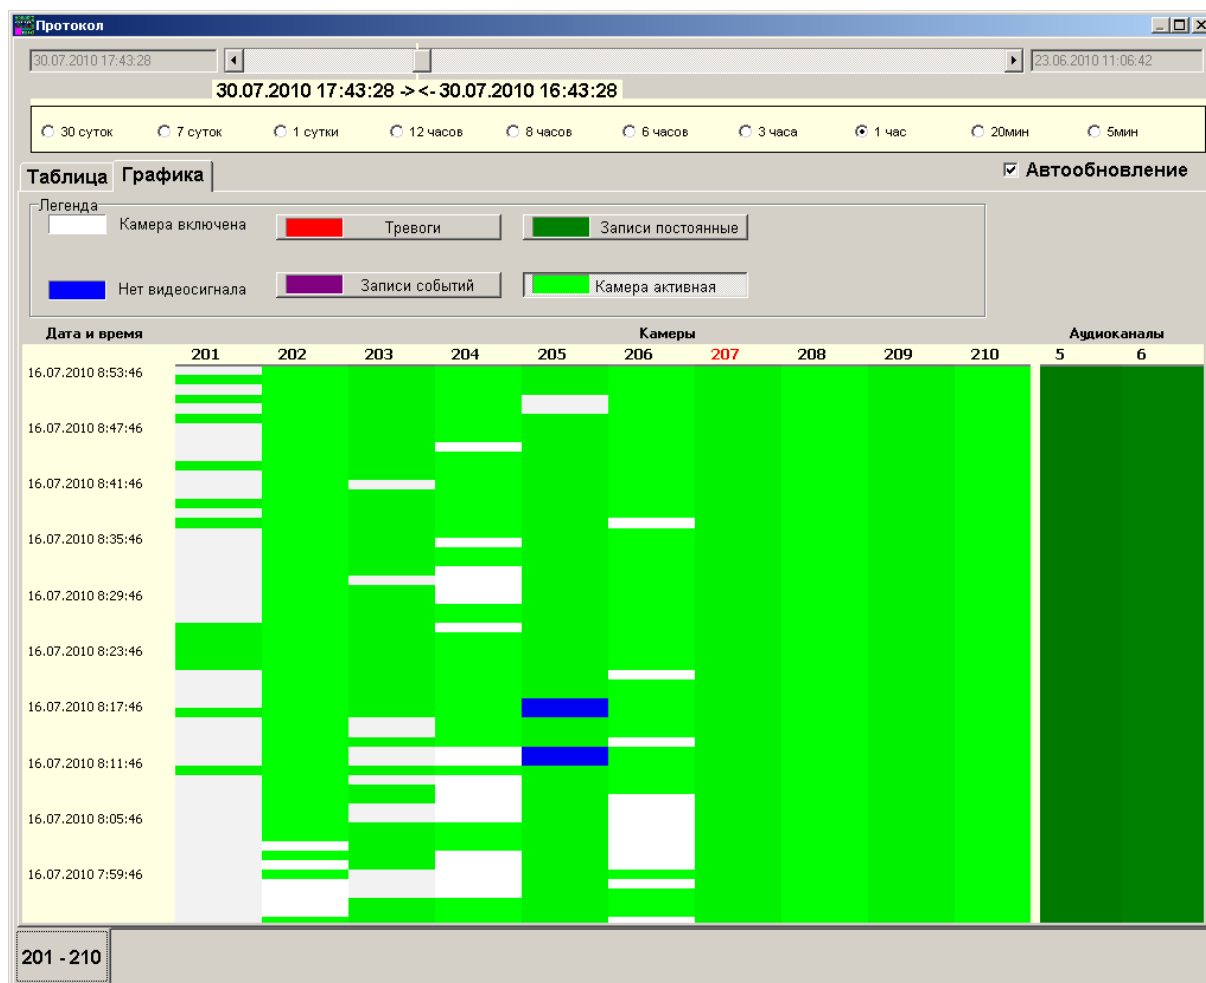 Протокол
30.07.2010 17:43:28
23.06.2010 11:06:42
30.07.2010 17:43:28 -><- 30.07.2010 16:43:28
30 суток 7 суток 1 сутки 12 часов 8 часов 6 часов 3 часа 1 час 20мин 5мин
Таблица Графика Автообновление
Легенда
Камера включена Тревоги Записи постоянные
Нет видеосигнала Записи событий Камера активная
Дата и время Камеры Аудиоканалы
201 202 203 204 205 206 207 208 209 210 5 6
16.07.2010 8:53:46
16.07.2010 8:47:46
16.07.2010 8:41:46
16.07.2010 8:35:46
16.07.2010 8:29:46
16.07.2010 8:23:46
16.07.2010 8:17:46
16.07.2010 8:11:46
16.07.2010 8:05:46
16.07.2010 7:59:46
201 - 210